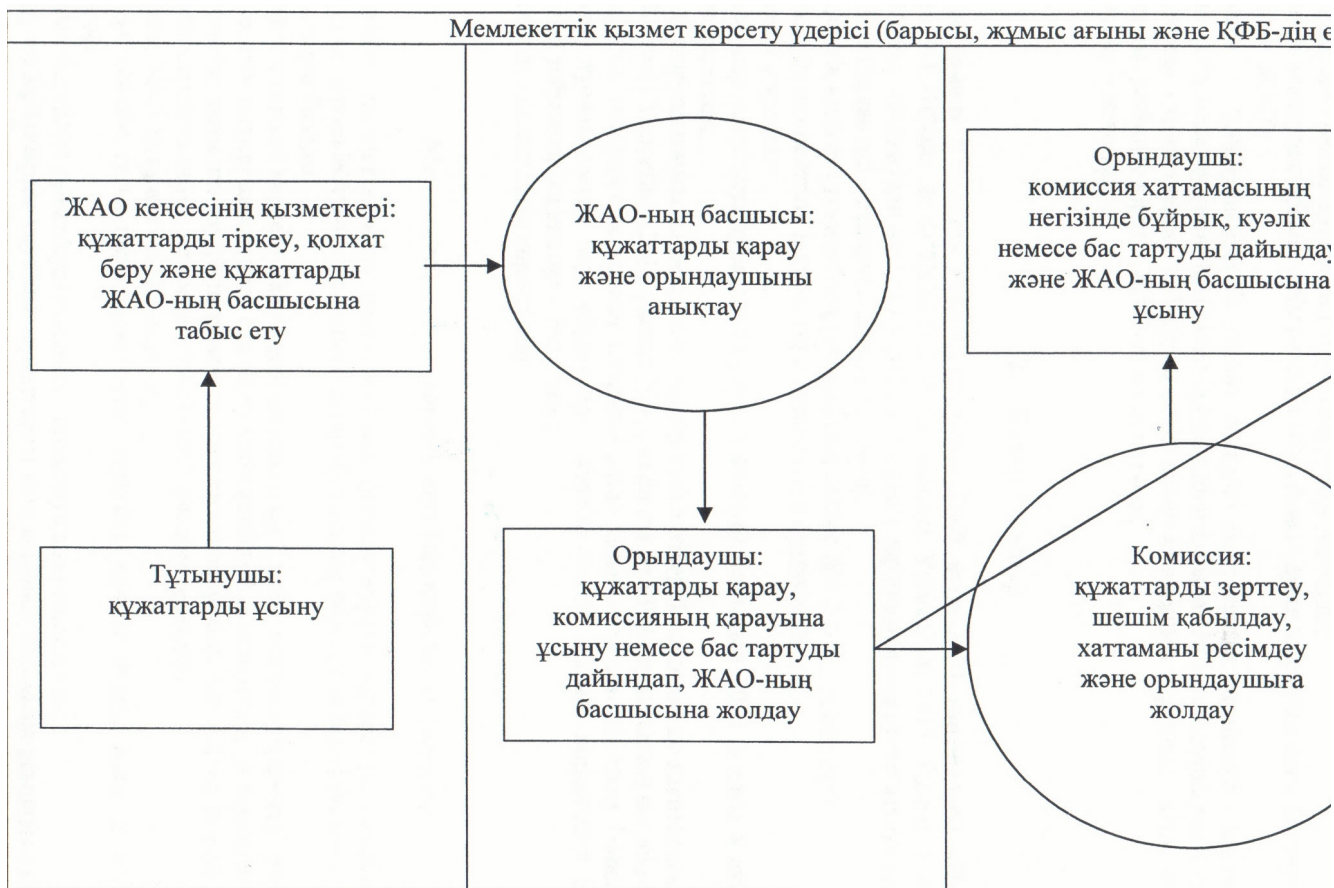 Мемлекеттік қызмет көрсету үдерісі (барысы, жұмыс ағыны және ҚФБ-дің
ЖАО кеңсесінің қызметкері:
құжаттарды тіркеу, қолхат
беру және құжаттарды
ЖАО-ның басшысына
табыс ету
Тұтынушы:
құжаттарды ұсыну
ЖАО-ның басшысы:
құжаттарды қарау
және орындаушыны
анықтау
Орындаушы:
құжаттарды қарау,
комиссияның қарауына
ұсыну немесе бас тартуды
дайындап, ЖАО-ның
басшысына жолдау
Орындаушы:
комиссия хаттамасының
негізінде бұйрық, куәлік
немесе бас тартуды дайындау
және ЖАО-ның басшысына
ұсыну
Комиссия:
құжаттарды зерттеу,
шешім қабылдау,
хаттаманы ресімдеу
және орындаушыға
жолдау